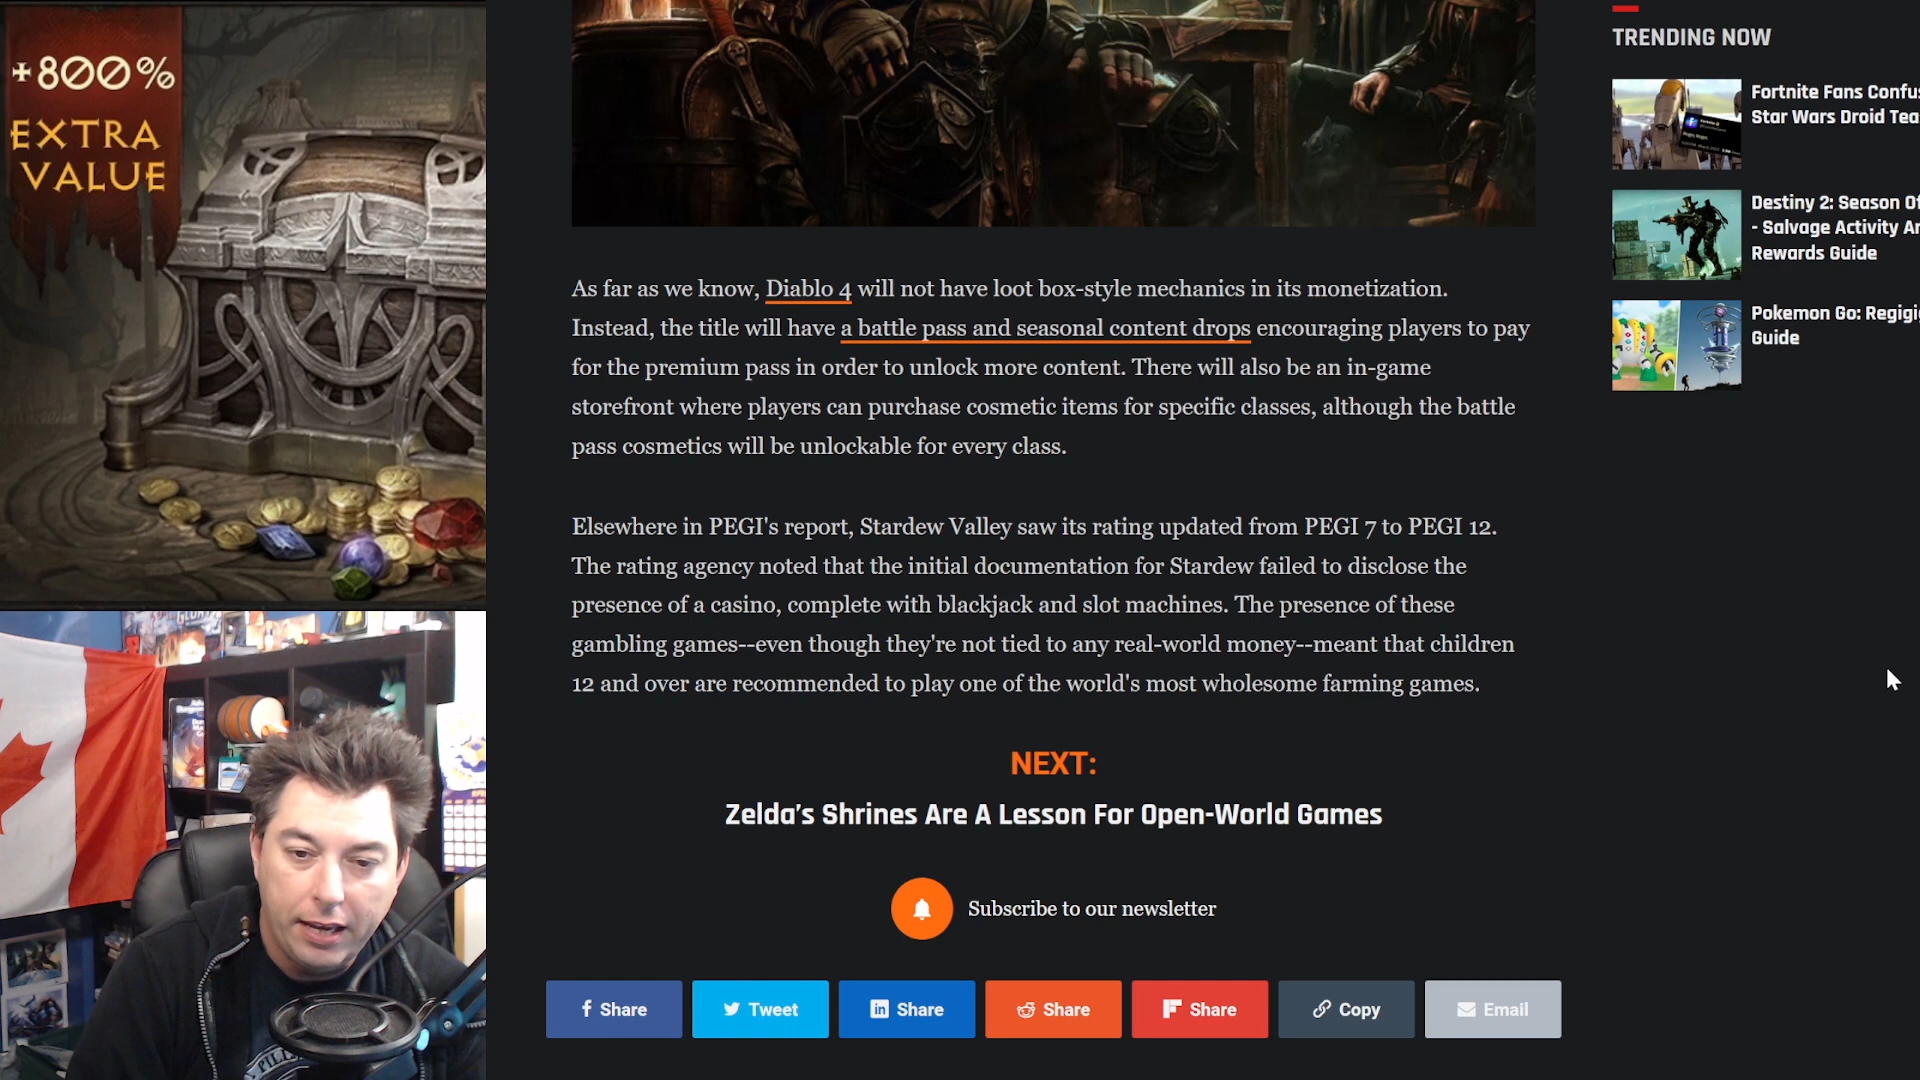 +800%
EXTRA
VALUE
As far as we know, Diablo 4 will not have loot box-style mechanics in its monetization.
Instead, the title will have a battle pass and seasonal content drops encouraging players to pay
for the premium pass in order to unlock more content. There will also be an in-game
storefront where players can purchase cosmetic items for specific classes, although the battle
pass cosmetics will be unlockable for every class.
Elsewhere in PEGI's report, Stardew Valley saw its rating updated from PEGI 7 to PEGI 12.
The rating agency noted that the initial documentation for Stardew failed to disclose the
presence of a casino, complete with blackjack and slot machines. The presence of these
gambling games--even though they're not tied to any real-world money--meant that children
12 and over are recommended to play one of the world's most wholesome farming games.
NEXT:
Zelda’s Shrines Are A Lesson For Open-World Games
Subscribe to our newsletter
Share
Tweet
Share
Share
Share
Copy
Email
TRENDING NOW
Fortnite Fans Confus
Star Wars Droid Tea
Destiny 2: Season Of
- Salvage Activity An
Rewards Guide
Pokemon Go: Regigi
Guide